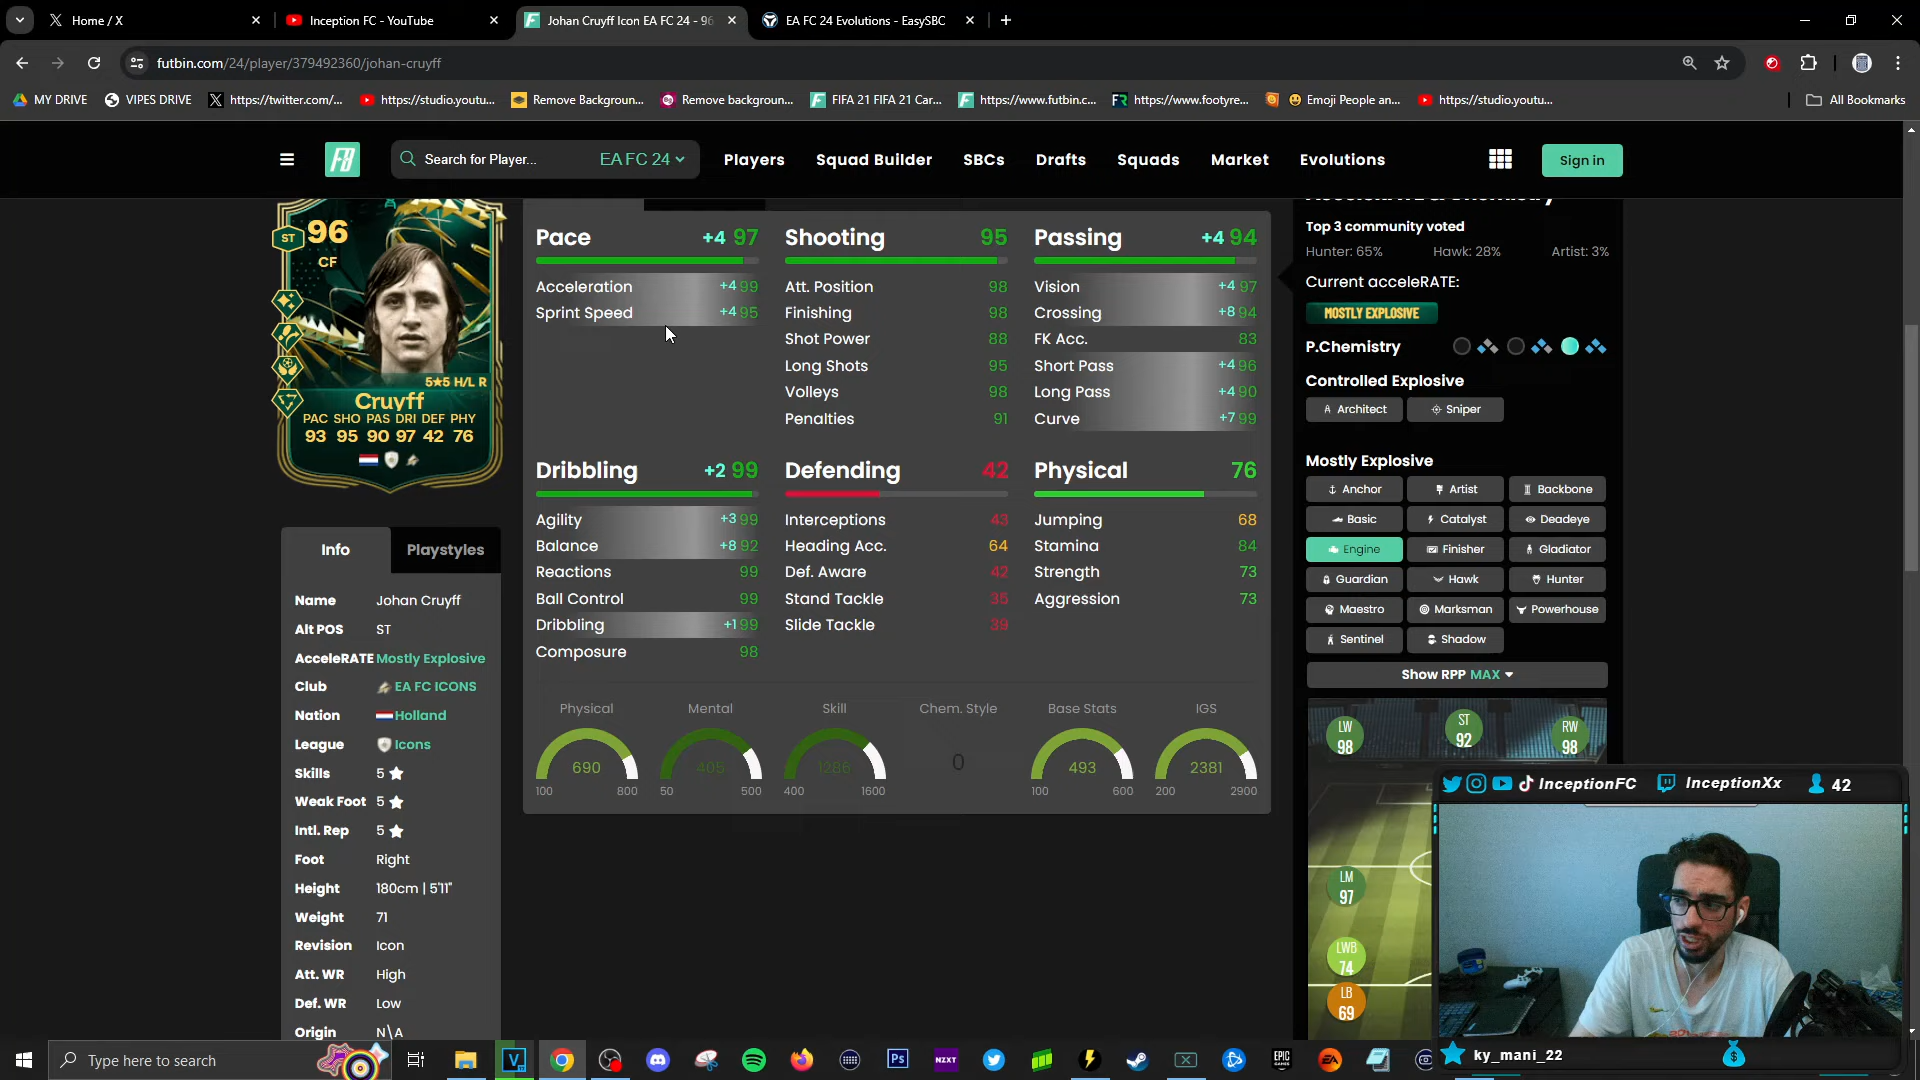 Home / X
Inception FC - YouTube
Johan Cruyff Icon EA FC 24 - 96
EA FC 24 Evolutions - EasySBC
futbin.com/24/player/379492360/johan-cruyff
MY DRIVE
VIPES DRIVE
https://twitter.com/...
https://studio.youtu...
Remove Backgroun...
Remove backgroun...
FIFA 21 FIFA 21 Car...
https://www.futbin.c...
https://www.footyre...
Emoji People an...
https://studio.youtu...
All Bookmarks
Search for Player...
EA FC 24
Players
Squad Builder
SBCs
Drafts
Squads
Market
Evolutions
Sign in
ST 96
CF
5★5 H/L R
Cruyff
PAC SHO PAS DRI DEF PHY
93 95 90 97 42 76
Info
Playstyles
Name Johan Cruyff
Alt POS ST
AcceleRATE Mostly Explosive
Club EA FC ICONS
Nation Holland
League Icons
Skills 5
Weak Foot 5
Intl. Rep 5
Foot Right
Height 180cm | 5'11"
Weight 71
Revision Icon
Att. WR High
Def. WR Low
Origin N\A
Pace +4 97
Acceleration +4 99
Sprint Speed +4 95
Shooting 95
Att. Position 98
Finishing 98
Shot Power 88
Long Shots 95
Volleys 98
Penalties 91
Passing +4 94
Vision +4 97
Crossing +8 94
FK Acc. 83
Short Pass +4 96
Long Pass +4 90
Curve +7 99
Dribbling +2 99
Agility +3 99
Balance +8 92
Reactions 99
Ball Control 99
Dribbling +1 99
Composure 98
Defending 42
Interceptions 43
Heading Acc. 64
Def. Aware 42
Stand Tackle 35
Slide Tackle 39
Physical 76
Jumping 68
Stamina 84
Strength 73
Aggression 73
Physical
690
100 800
Mental
405
50 500
Skill
1286
400 1600
Chem. Style
0
Base Stats
493
100 600
IGS
2381
200 2900
Top 3 community voted
Hunter: 65% Hawk: 28% Artist: 3%
Current acceleRATE:
MOSTLY EXPLOSIVE
P.Chemistry
Controlled Explosive
Architect Sniper
Mostly Explosive
Anchor Artist Backbone
Basic Catalyst Deadeye
Engine Finisher Gladiator
Guardian Hawk Hunter
Maestro Marksman Powerhouse
Sentinel Shadow
Show RPP MAX
LW 98
ST 92
RW 98
LM 97
LWB 74
LB 69
InceptionFC
InceptionXx
42
ky_mani_22
Type here to search
V
Ps
NZXT
EPIC GAMES
EA